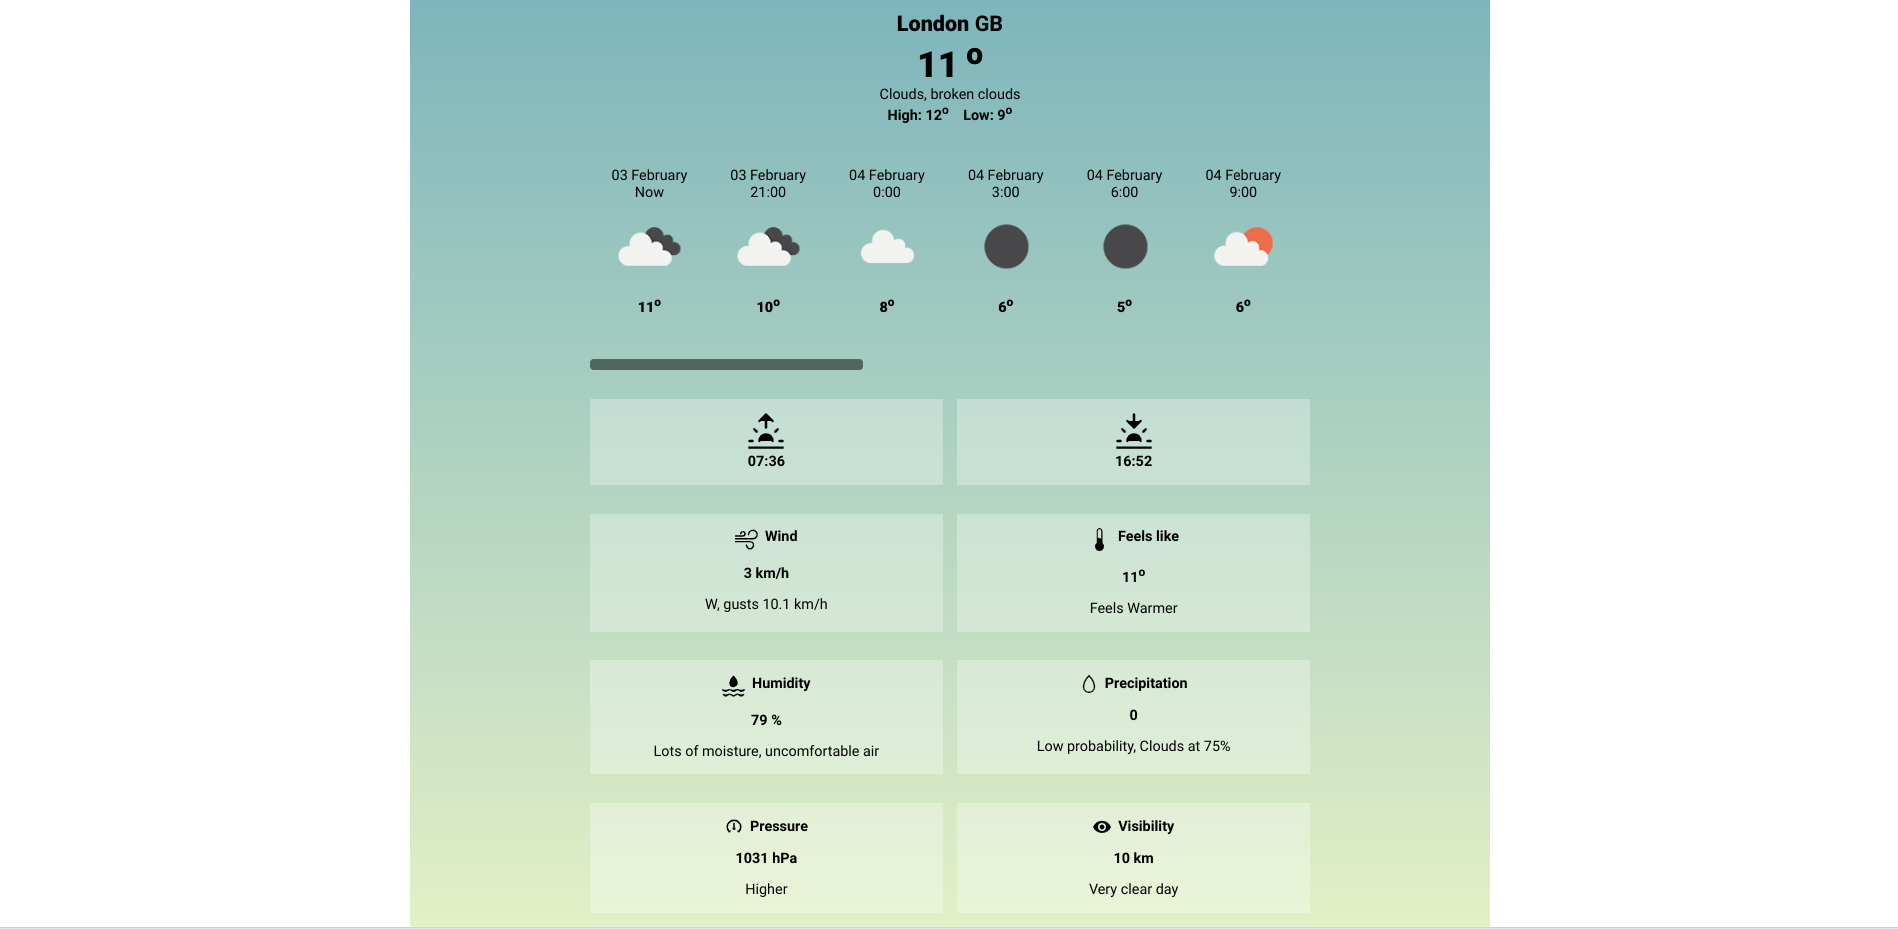 London GB
11 º
Clouds, broken clouds
High: 12º Low: 9º
03 February 03 February 04 February 04 February 04 February 04 February
Now 21:00 0:00 3:00 6:00 9:00
11º 10º 8º 6º 5º 6º
07:36 16:52
Wind
3 km/h
W, gusts 10.1 km/h
Feels like
11º
Feels Warmer
Humidity
79 %
Lots of moisture, uncomfortable air
Precipitation
0
Low probability, Clouds at 75%
Pressure
1031 hPa
Higher
Visibility
10 km
Very clear day